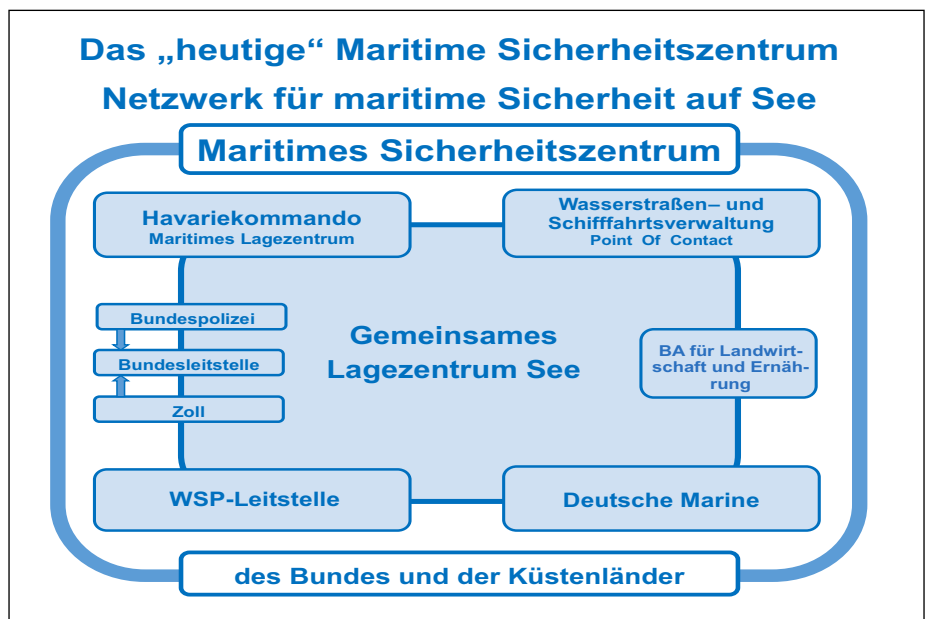 Das „heutige“ Maritime Sicherheitszentrum
Netzwerk für maritime Sicherheit auf See
Maritimes Sicherheitszentrum
Havariekommando
Maritimes Lagezentrum
Wasserstraßen– und
Schifffahrtsverwaltung
Point Of Contact
Bundespolizei
Bundesleitstelle
Zoll
Gemeinsames
Lagezentrum See
BA für Landwirt-
schaft und Ernäh-
rung
WSP-Leitstelle
Deutsche Marine
des Bundes und der Küstenländer